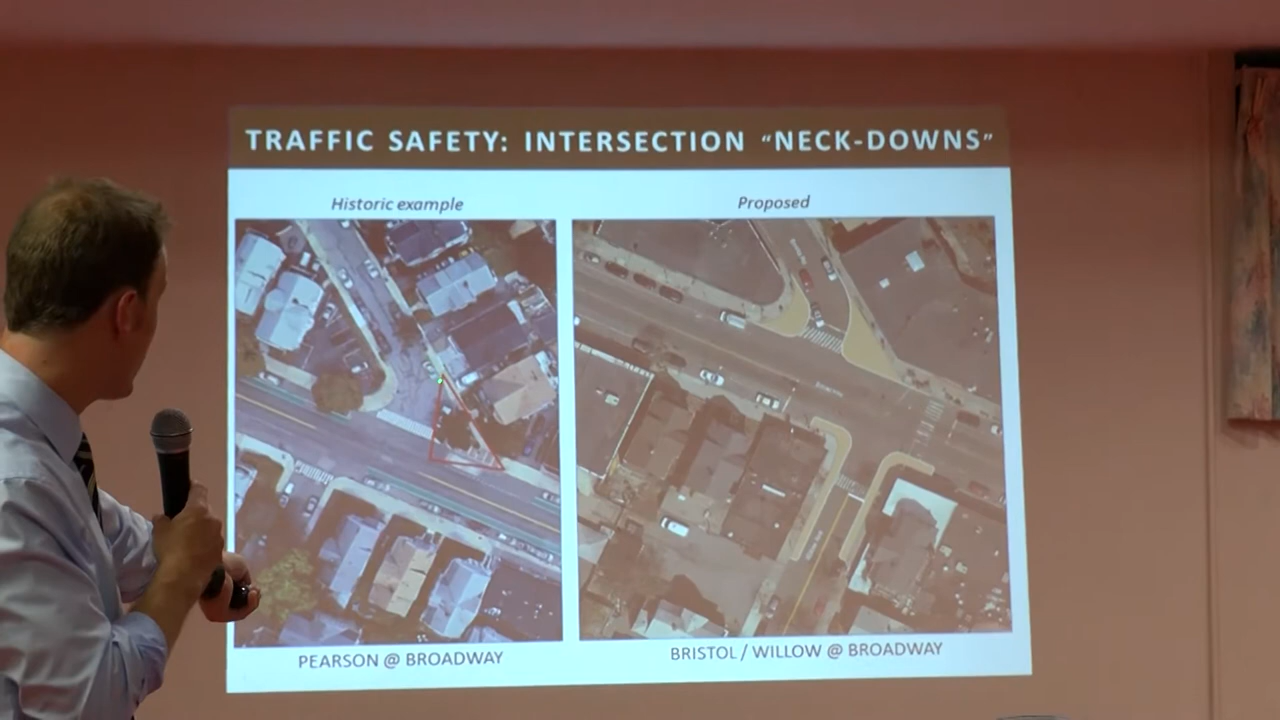 TRAFFIC SAFETY: INTERSECTION "NECK-DOWNS"
Historic example
Proposed
PEARSON @ BROADWAY
BRISTOL / WILLOW @ BROADWAY